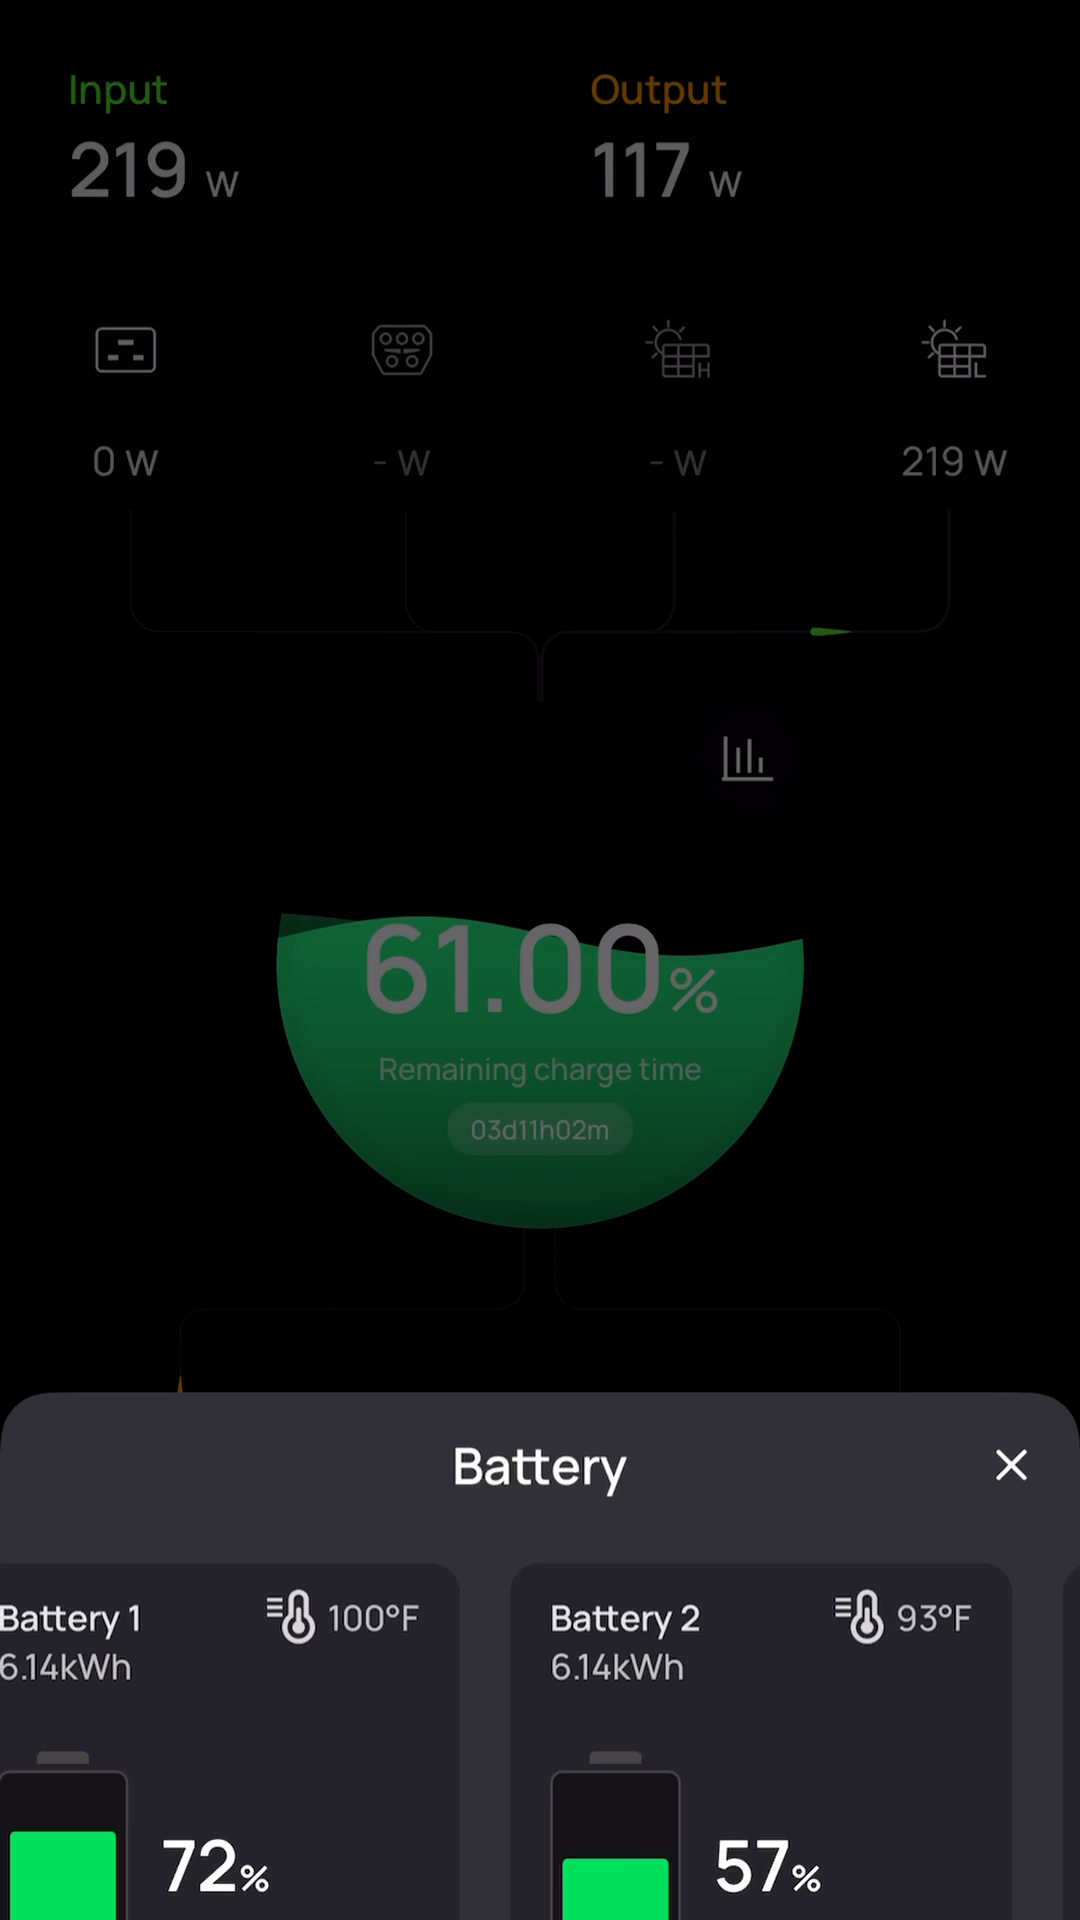 Input
Output
219 W
117 W
H
L
0 W
- W
- W
219 W
61.00%
Remaining charge time
03d11h02m
Battery
Battery 1
100°F
6.14kWh
Battery 2
93°F
6.14kWh
72%
57%